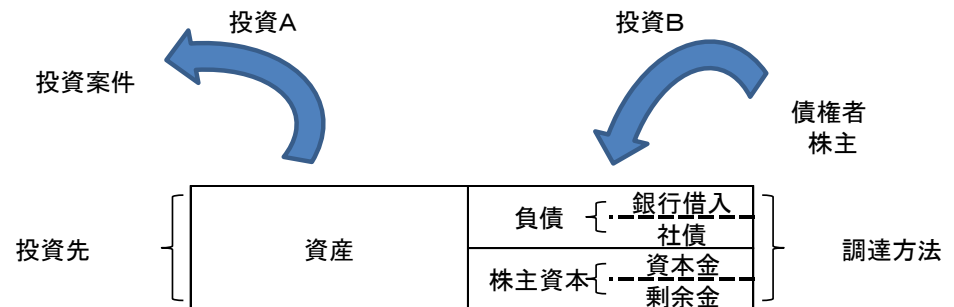 投資A
投資B
投資案件
債権者
株主
投資先
資産
負債
銀行借入
社債
株主資本
資本金
剰余金
調達方法